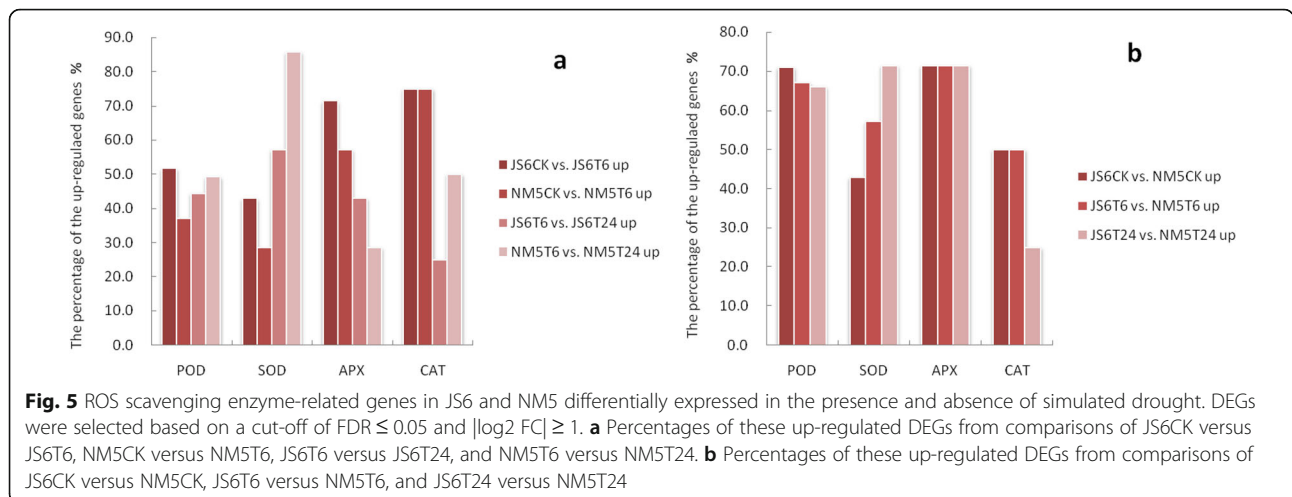 The percentage of the up-regulaed genes %
90.0
80.0
70.0
60.0
50.0
40.0
30.0
20.0
10.0
0.0
POD SOD APX CAT
a
JS6CK vs. JS6T6 up
NM5CK vs. NM5T6 up
JS6T6 vs. JS6T24 up
NM5T6 vs. NM5T24 up
The percentage of the up-regulaed genes %
80.0
70.0
60.0
50.0
40.0
30.0
20.0
10.0
0.0
POD SOD APX CAT
b
JS6CK vs. NM5CK up
JS6T6 vs. NM5T6 up
JS6T24 vs. NM5T24 up
Fig. 5 ROS scavenging enzyme-related genes in JS6 and NM5 differentially expressed in the presence and absence of simulated drought. DEGs
were selected based on a cut-off of FDR ≤ 0.05 and |log2 FC| ≥ 1. a Percentages of these up-regulated DEGs from comparisons of JS6CK versus
JS6T6, NM5CK versus NM5T6, JS6T6 versus JS6T24, and NM5T6 versus NM5T24. b Percentages of these up-regulated DEGs from comparisons of
JS6CK versus NM5CK, JS6T6 versus NM5T6, and JS6T24 versus NM5T24